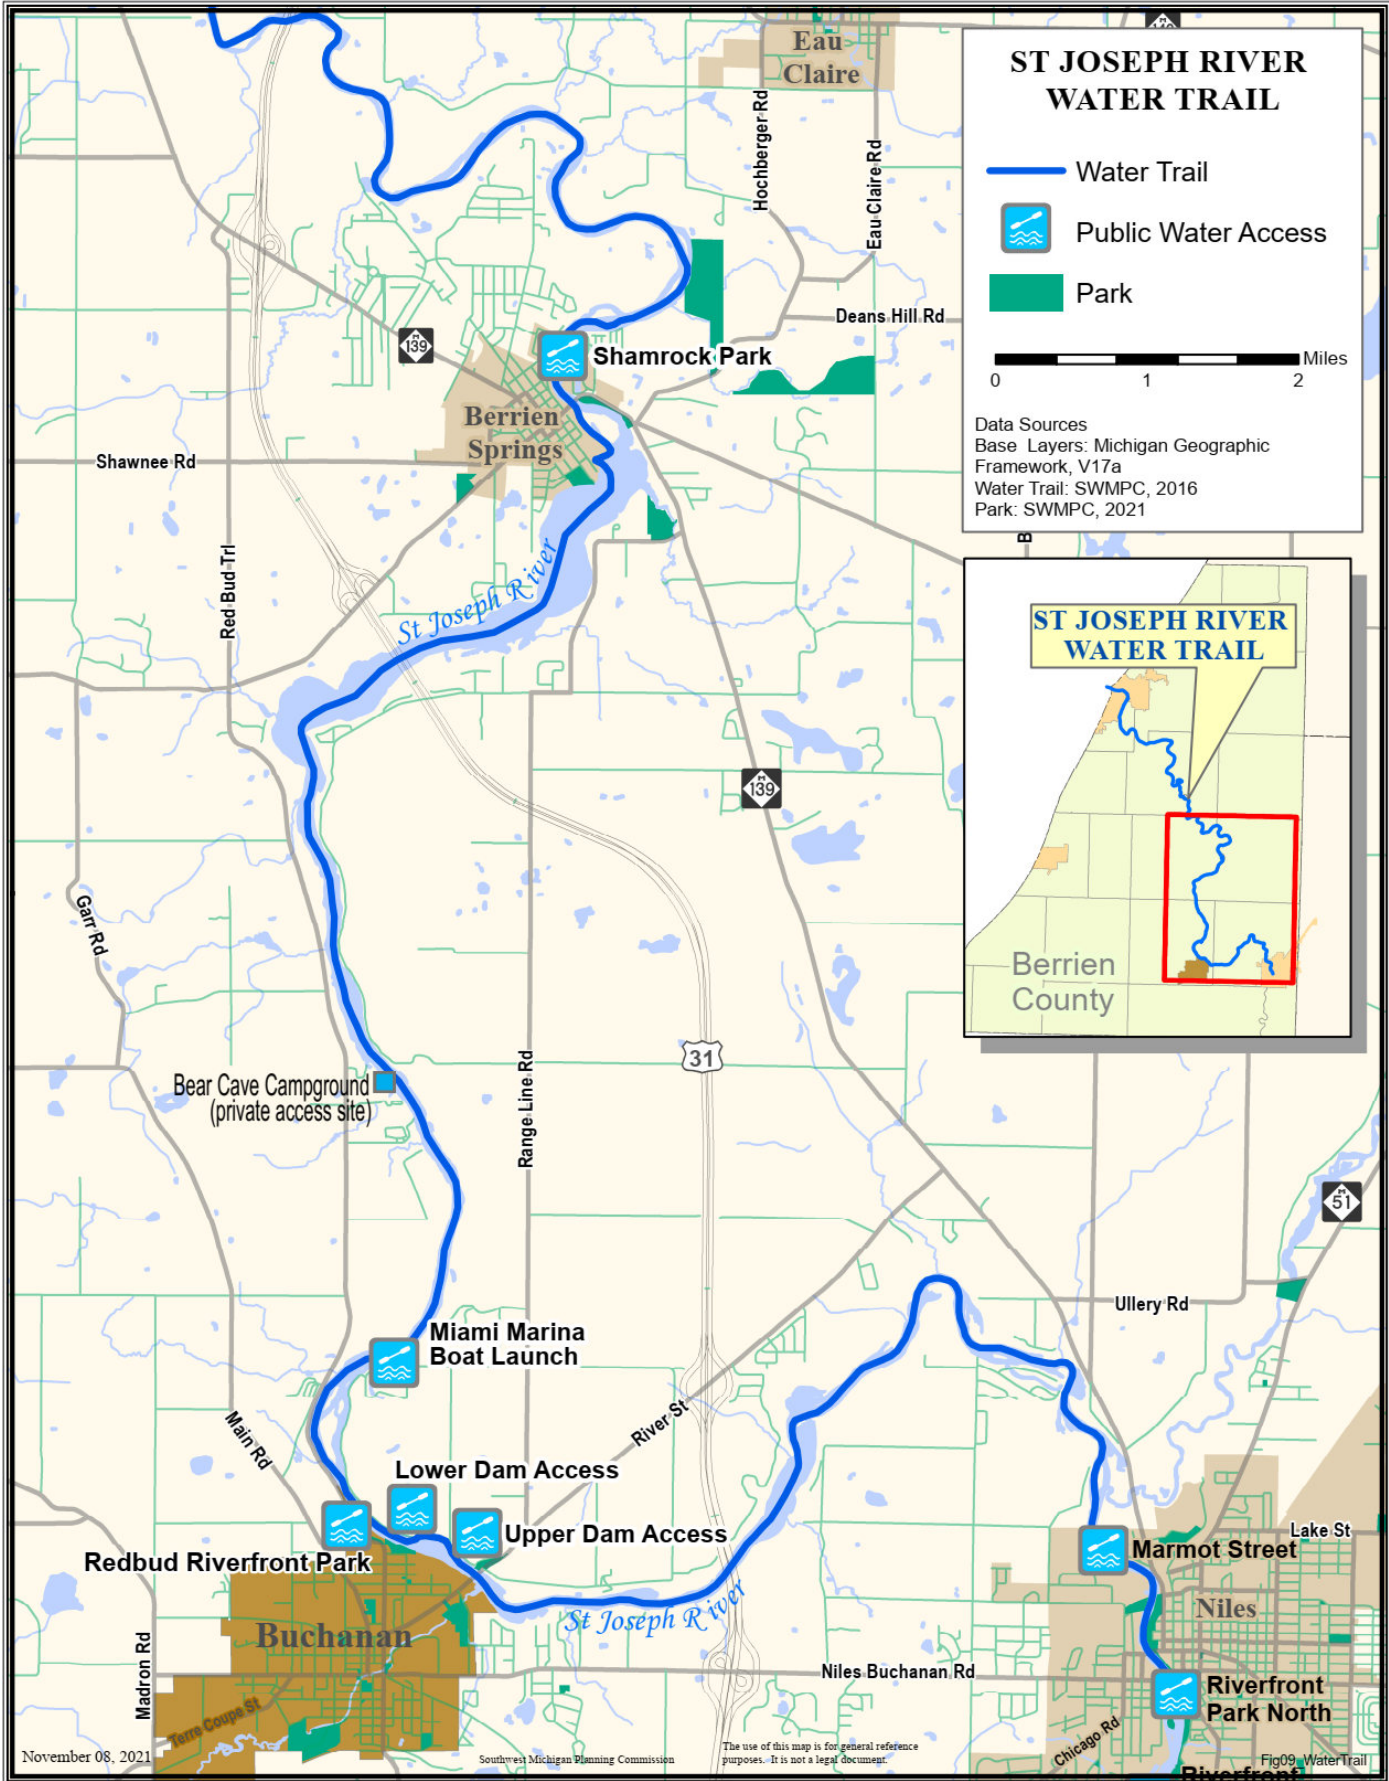 Eau
Claire
ST JOSEPH RIVER
WATER TRAIL
Water Trail
Public Water Access
Park
Miles
0 1 2
Data Sources
Base Layers: Michigan Geographic
Framework, V17a
Water Trail: SWMPC, 2016
Park: SWMPC, 2021
Hochberger Rd
Eau Claire Rd
Deans Hill Rd
M
139
Shamrock Park
Berrien
Springs
Shawnee Rd
Red Bud Trl
St Joseph River
B
ST JOSEPH RIVER
WATER TRAIL
Berrien
County
M
139
Garr Rd
31
Bear Cave Campground
(private access site)
Range Line Rd
M
51
Ullery Rd
Miami Marina
Boat Launch
Main Rd
River St
Lower Dam Access
Upper Dam Access
Redbud Riverfront Park
Lake St
Marmot Street
Niles
St Joseph River
Buchanan
Madron Rd
Niles Buchanan Rd
Riverfront
Park North
Terre Coupe St
Chicago Rd
November 08, 2021
Southwest Michigan Planning Commission
The use of this map is for general reference
purposes. It is not a legal document.
Fig09_WaterTrail
Riverfront